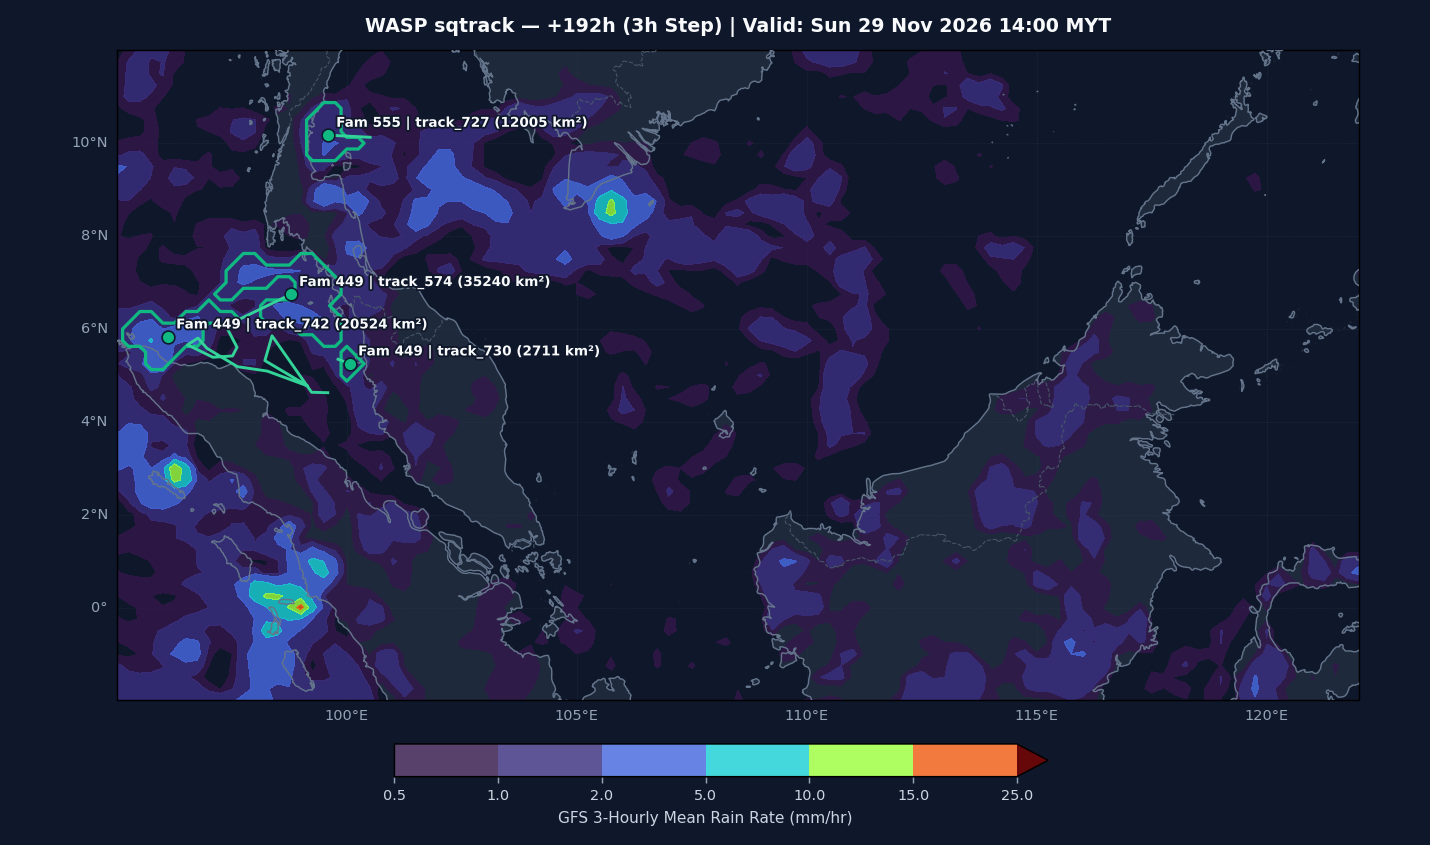 WASP sqtrack — +192h (3h Step) | Valid: Sun 29 Nov 2026 14:00 MYT
Fam 555 | track_727 (12005 km²)
10°N
8°N
Fam 449 | track_574 (35240 km²)
6°N
Fam 449 | track_742 (20524 km²)
Fam 449 | track_730 (2711 km²)
4°N
2°N
0°
100°E 105°E 110°E 115°E 120°E
0.5 1.0 2.0 5.0 10.0 15.0 25.0
GFS 3-Hourly Mean Rain Rate (mm/hr)